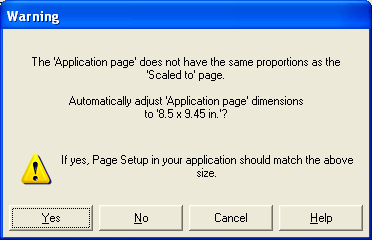 Warning
The 'Application page' does not have the same proportions as the
'Scaled to' page.
Automatically adjust 'Application page' dimensions
to '8.5 x 9.45 in.'?
If yes, Page Setup in your application should match the above
size.
Yes
No
Cancel
Help